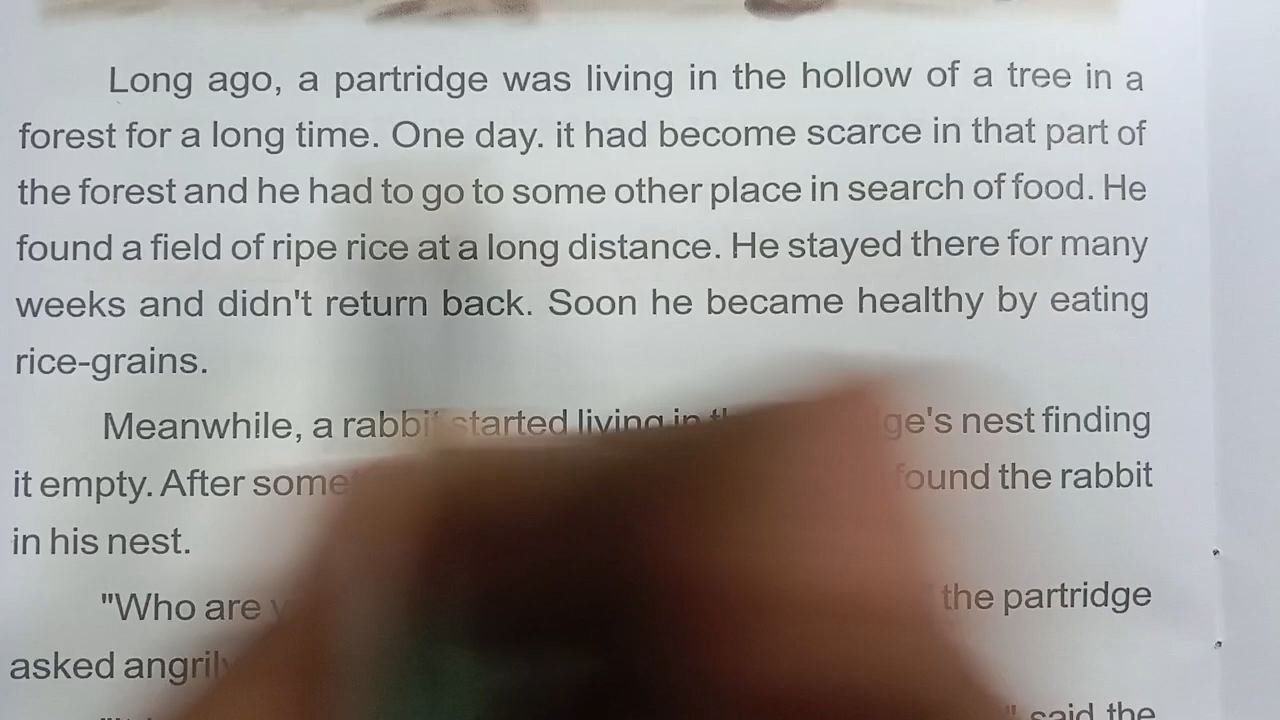 Long ago, a partridge was living in the hollow of a tree in a
forest for a long time. One day. it had become scarce in that part of
the forest and he had to go to some other place in search of food. He
found a field of ripe rice at a long distance. He stayed there for many
weeks and didn't return back. Soon he became healthy by eating
rice-grains.
Meanwhile, a rabbit started living in nest finding
it empty. After some found the rabbit
in his nest.
"Who are the partridge
asked angrily
said the